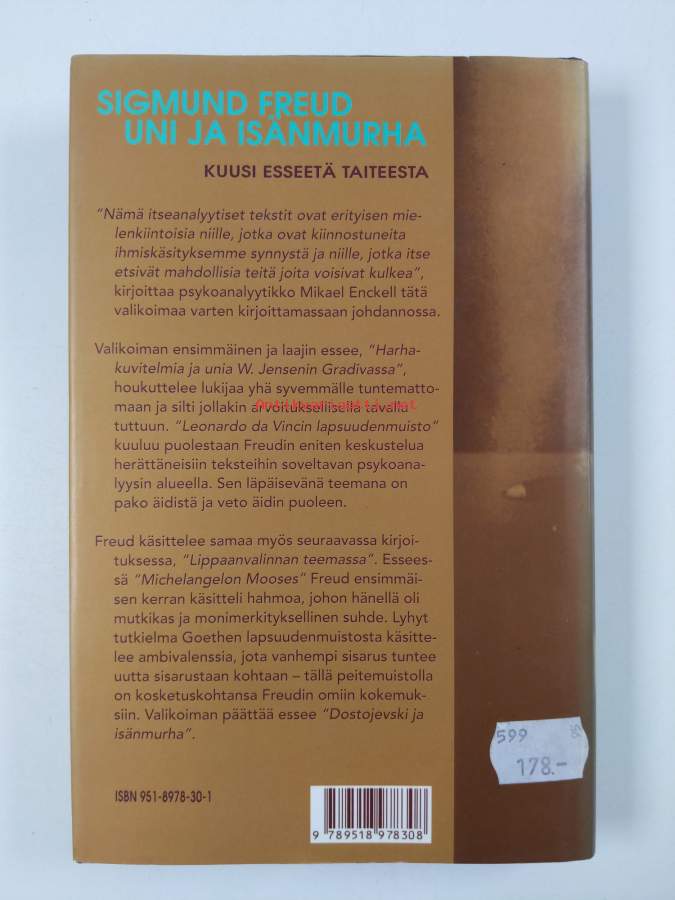 SIGMUND FREUD
UNI JA ISÄNMURHA
KUUSI ESSEETÄ TAITEESTA
"Nämä itseanalyytiset tekstit ovat erityisen mie-
lenkiintoisia niille, jotka ovat kiinnostuneita
ihmiskäsityksemme synnystä ja niille, jotka itse
etsivät mahdollisia teitä joita voisivat kulkea",
kirjoittaa psykoanalyytikko Mikael Enckell tätä
valikoimaa varten kirjoittamassaan johdannossa.
Valikoiman ensimmäinen ja laajin essee, "Harha-
kuvitelmia ja unia W. Jensenin Gradivassa",
houkuttelee lukijaa yhä syvemmälle tuntematto-
maan ja silti jollakin arvoituksellisella tavalla
Antikvariaatti.net
tuttuun. "Leonardo da Vincin lapsuudenmuisto"
kuuluu puolestaan Freudin eniten keskustelua
herättäneisiin teksteihin soveltavan psykoana-
lyysin alueella. Sen läpäisevänä teemana on
pako äidistä ja veto äidin puoleen.
Freud käsittelee samaa myös seuraavassa kirjoi-
tuksessa, "Lippaanvalinnan teemassa". Essees-
sä "Michelangelon Mooses" Freud ensimmäi-
sen kerran käsitteli hahmoa, johon hänellä oli
mutkikas ja monimerkityksellinen suhde. Lyhyt
tutkielma Goethen lapsuudenmuistosta käsitte-
lee ambivalenssia, jota vanhempi sisarus tuntee
uutta sisarustaan kohtaan – tällä peitemuistolla
on kosketuskohtansa Freudin omiin kokemuk-
siin. Valikoiman päättää essee "Dostojevski ja
isänmurha".
599
178.-
ISBN 951-8978-30-1
9 789518 978308